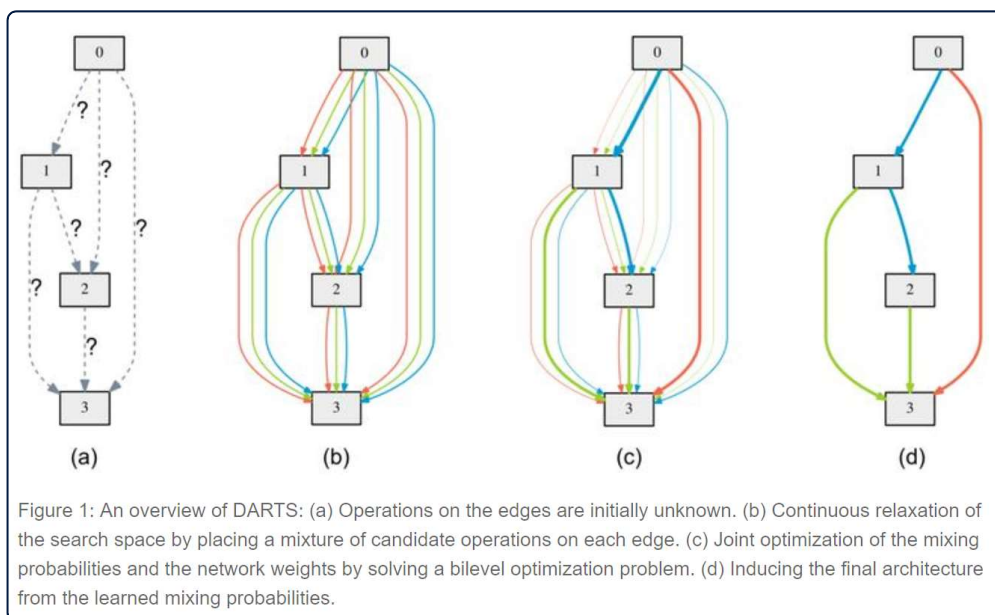 0
0
0
0
?
1
?
1
1
1
?
?
?
2
2
2
2
?
3
3
3
3
(a)
(b)
(c)
(d)
Figure 1: An overview of DARTS: (a) Operations on the edges are initially unknown. (b) Continuous relaxation of
the search space by placing a mixture of candidate operations on each edge. (c) Joint optimization of the mixing
probabilities and the network weights by solving a bilevel optimization problem. (d) Inducing the final architecture
from the learned mixing probabilities.